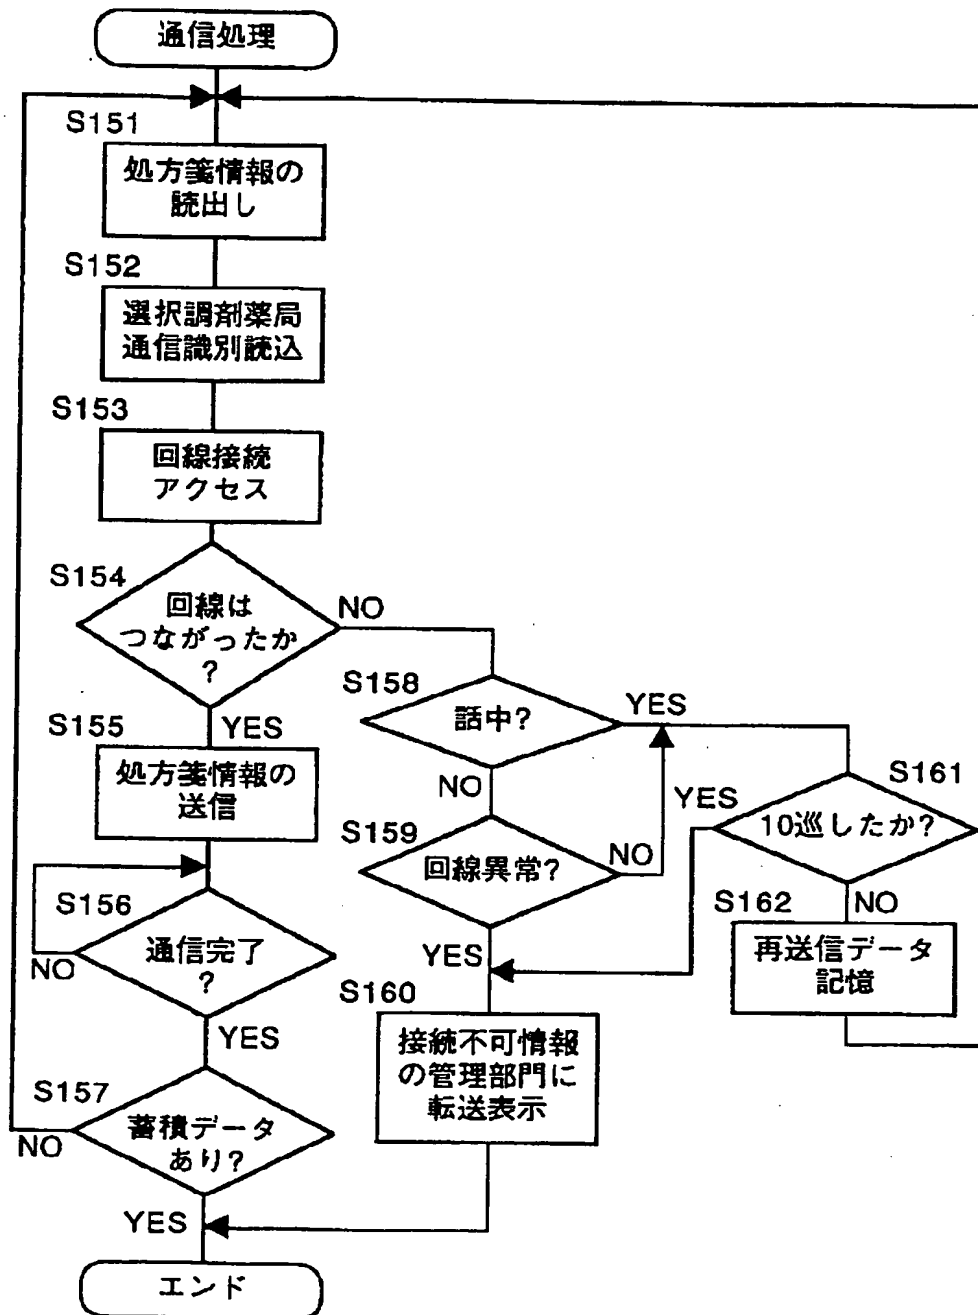 通信処理
S151
処方箋情報の
読出し
S152
選択調剤薬局
通信識別読込
S153
回線接続
アクセス
S154
回線は
つながったか
?
NO
YES
S155
処方箋情報の
送信
S156
通信完了
?
NO
YES
S157
蓄積データ
あり?
NO
YES
エンド
S158
話中?
YES
NO
S159
回線異常?
NO
YES
S160
接続不可情報
の管理部門に
転送表示
S161
10巡したか?
YES
NO
S162
再送信データ
記憶